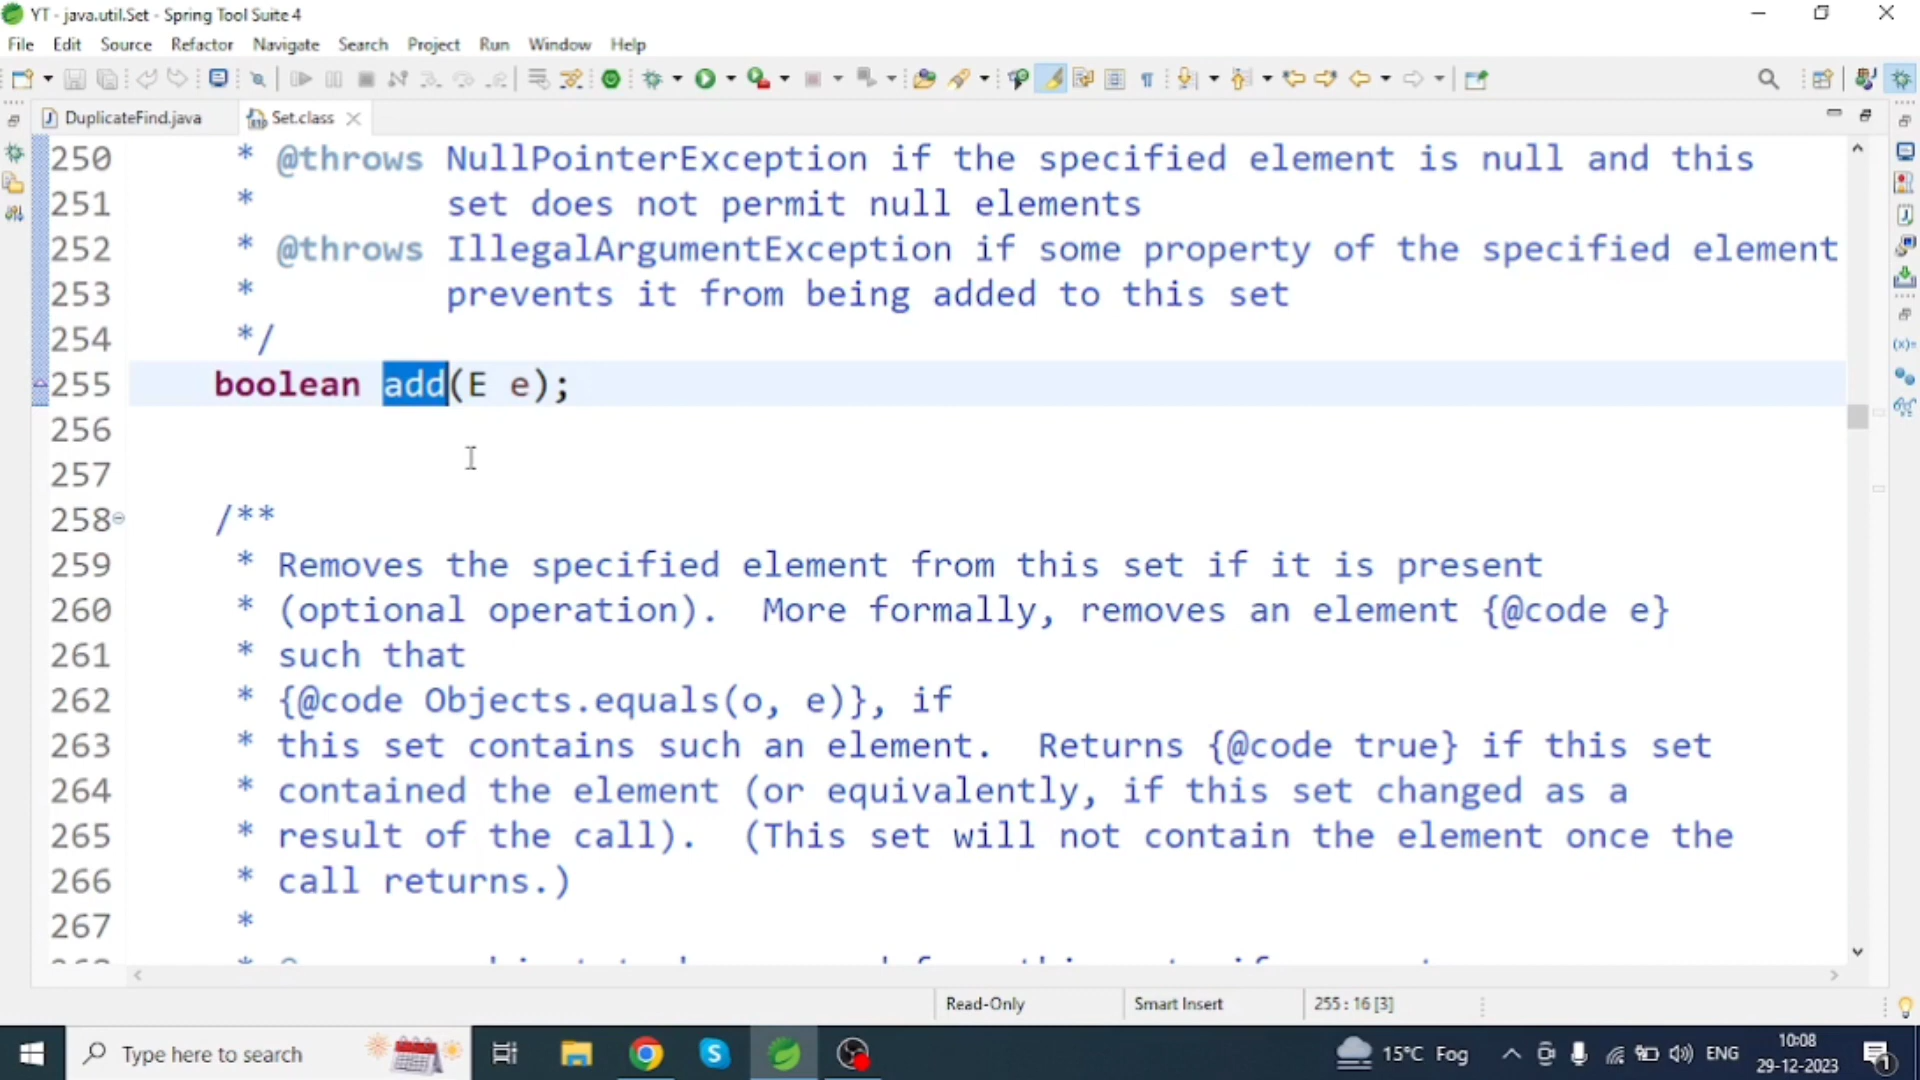 YT - java.util.Set - Spring Tool Suite 4
File Edit Source Refactor Navigate Search Project Run Window Help
DuplicateFind.java Set.class
250 * @throws NullPointerException if the specified element is null and this
251 * set does not permit null elements
252 * @throws IllegalArgumentException if some property of the specified element
253 * prevents it from being added to this set
254 */
255 boolean add(E e);
256
257
258 /**
259 * Removes the specified element from this set if it is present
260 * (optional operation). More formally, removes an element {@code e}
261 * such that
262 * {@code Objects.equals(o, e)}, if
263 * this set contains such an element. Returns {@code true} if this set
264 * contained the element (or equivalently, if this set changed as a
265 * result of the call). (This set will not contain the element once the
266 * call returns.)
267 *
Read-Only Smart Insert 255 : 16 [3]
Type here to search 15°C Fog ENG 10:08
29-12-2023 1